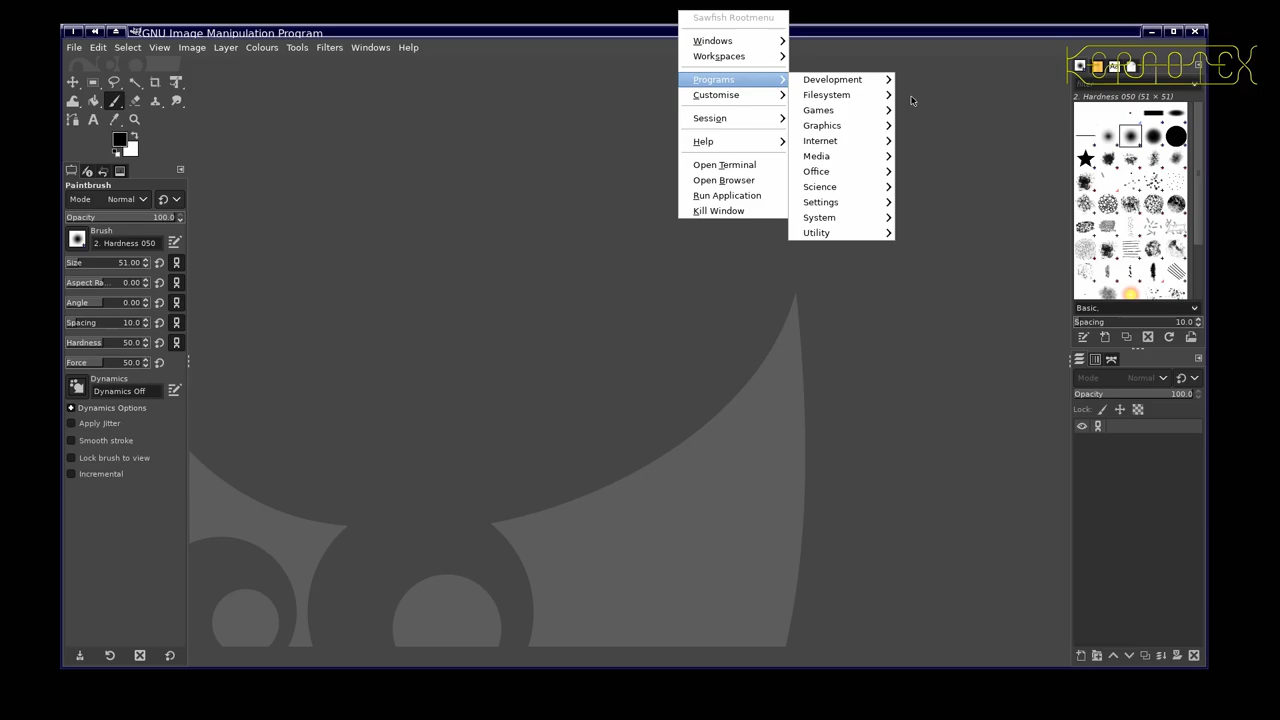 GNU Image Manipulation Program
File Edit Select View Image Layer Colours Tools Filters Windows Help
Sawfish Rootmenu
Windows
Workspaces
Programs
Customise
Session
Help
Open Terminal
Open Browser
Run Application
Kill Window
Development
Filesystem
Games
Graphics
Internet
Media
Office
Science
Settings
System
Utility
Paintbrush
Mode Normal
Opacity 100.0
Brush
2. Hardness 050
Size 51.00
Aspect Ra... 0.00
Angle 0.00
Spacing 10.0
Hardness 50.0
Force 50.0
Dynamics
Dynamics Off
Dynamics Options
Apply Jitter
Smooth stroke
Lock brush to view
Incremental
2. Hardness 050 (51 × 51)
Basic,
Spacing 10.0
Mode Normal
Opacity 100.0
Lock: